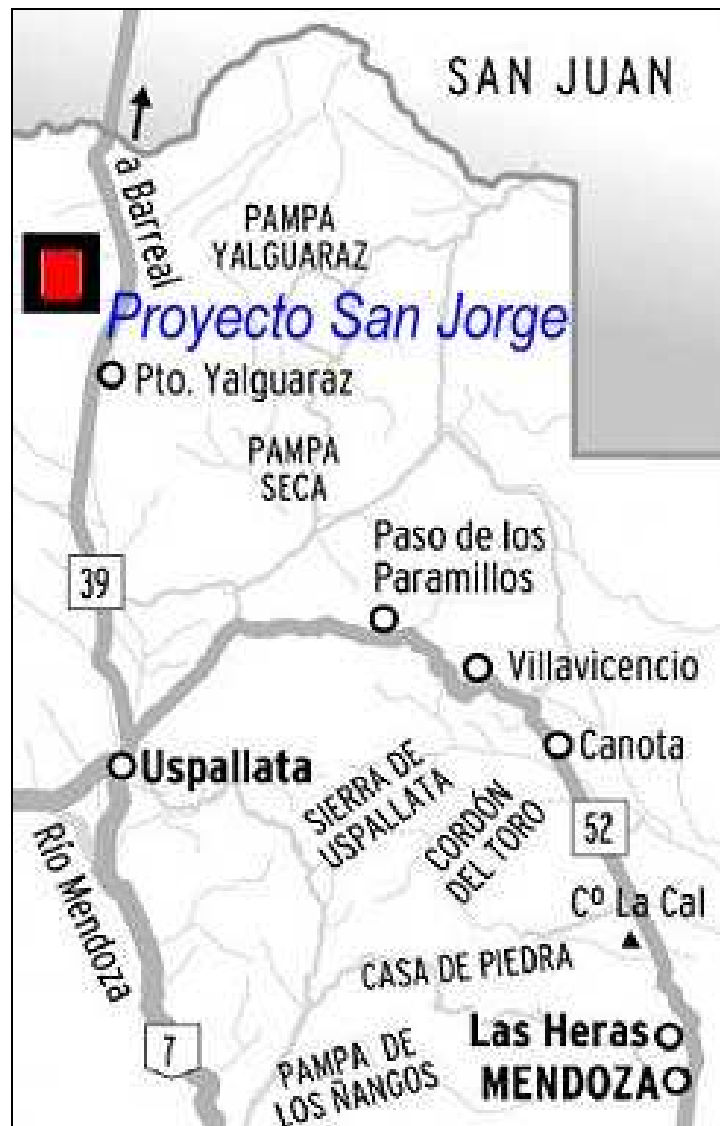 SAN JUAN
a Barreal
PAMPA
YALGUARAZ
Proyecto San Jorge
Pto. Yalguaraz
PAMPA
SECA
Paso de los
Paramillos
39
Villavicencio
Canota
Uspallata
SIERRA DE
USPALLATA
CORDÓN
DEL TORO
52
Río Mendoza
Cº La Cal
CASA DE PIEDRA
7
Las Heras
PAMPA DE
LOS ÑANGOS
MENDOZA